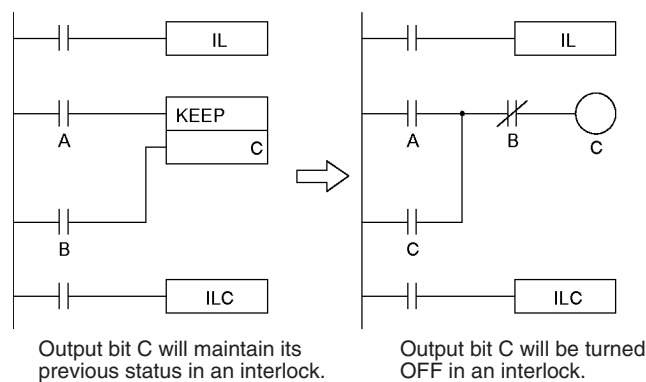 IL
KEEP
A
C
B
ILC
Output bit C will maintain its
previous status in an interlock.
IL
A
B
C
C
ILC
Output bit C will be turned
OFF in an interlock.